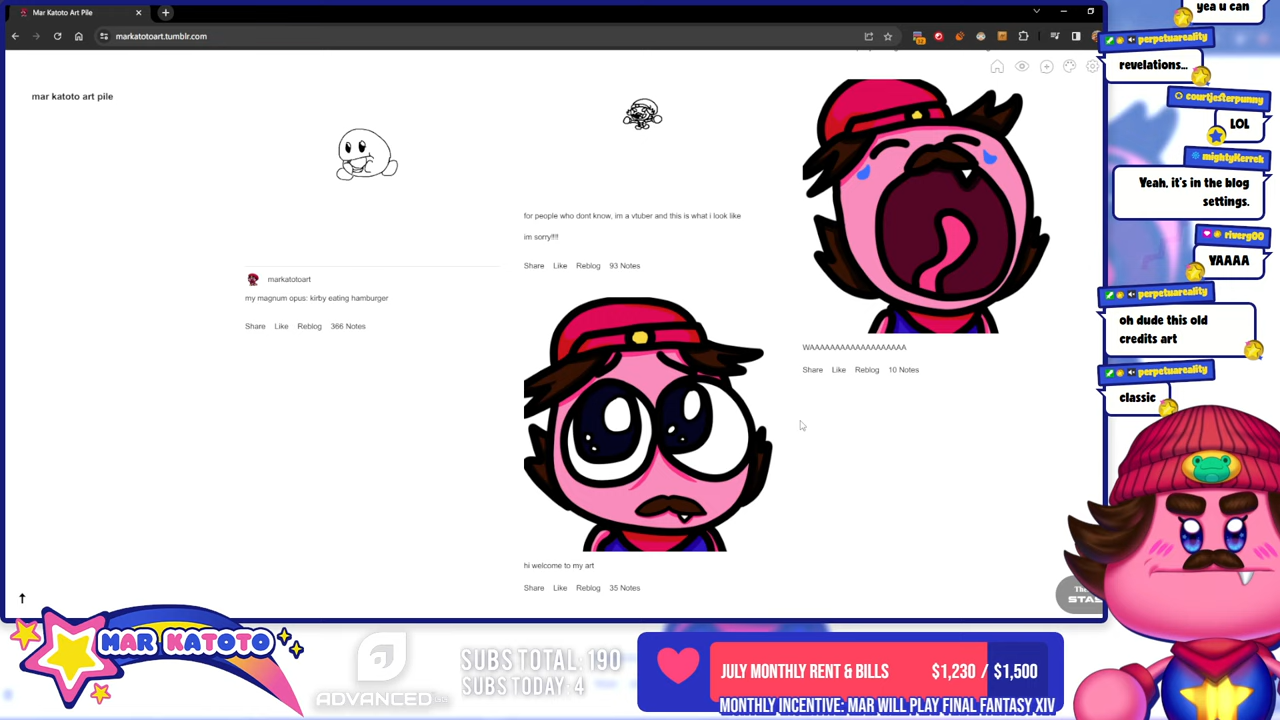 Mar Katoto Art Pile
markatotoart.tumblr.com
mar katoto art pile
markatotoart
my magnum opus: kirby eating hamburger
Share Like Reblog 366 Notes
for people who dont know, im a vtuber and this is what i look like
im sorry!!!!
Share Like Reblog 93 Notes
hi welcome to my art
Share Like Reblog 35 Notes
WAAAAAAAAAAAAAAAAAAA
Share Like Reblog 10 Notes
yea u can
perpetuareality
revelations...
courtjesterpunny
LOL
mightyKerrek
Yeah, it's in the blog
settings.
riverg00
YAAAA
perpetuareality
oh dude this old
credits art
perpetuareality
classic
MAR KATOTO
ADVANCED
SUBS TOTAL: 190
SUBS TODAY: 4
JULY MONTHLY RENT & BILLS $1,230 / $1,500
MONTHLY INCENTIVE: MAR WILL PLAY FINAL FANTASY XIV